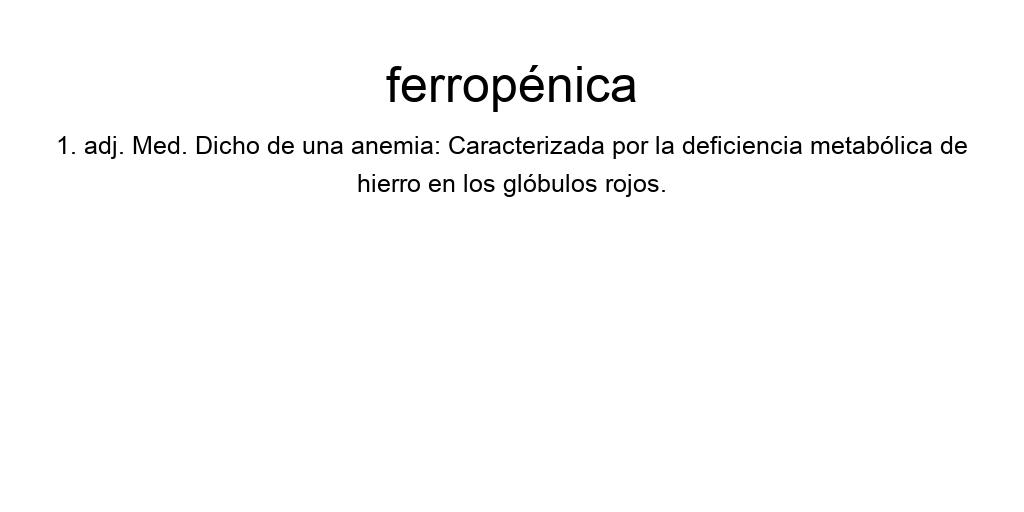 ferropénica
1. adj. Med. Dicho de una anemia: Caracterizada por la deficiencia metabólica de
hierro en los glóbulos rojos.